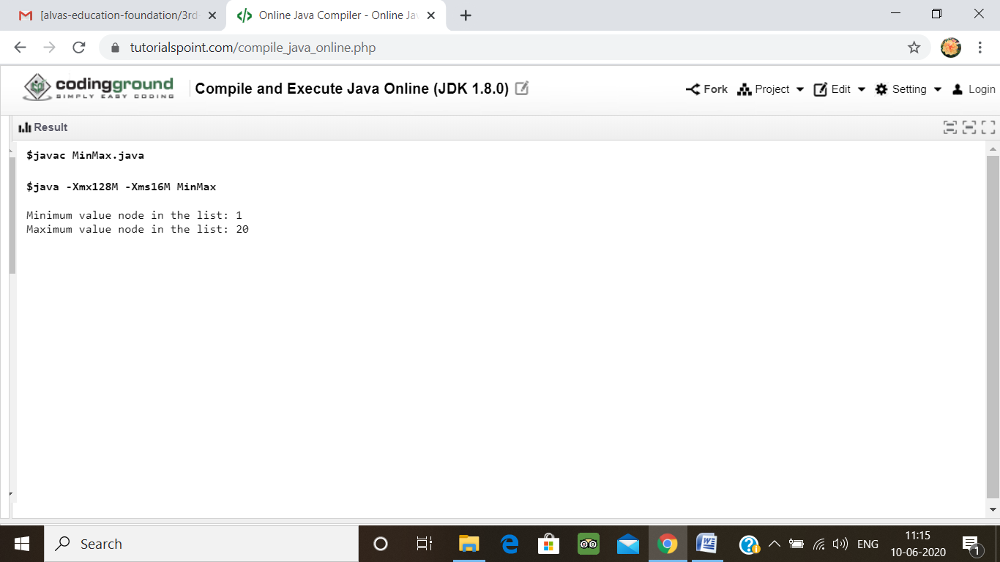 [alvas-education-foundation/3rd-
Online Java Compiler - Online Jav
tutorialspoint.com/compile_java_online.php
codingground
SIMPLY EASY CODING
Compile and Execute Java Online (JDK 1.8.0)
Fork
Project
Edit
Setting
Login
Result
$javac MinMax.java
$java -Xmx128M -Xms16M MinMax
Minimum value node in the list: 1
Maximum value node in the list: 20
Search
ENG
11:15
10-06-2020
1